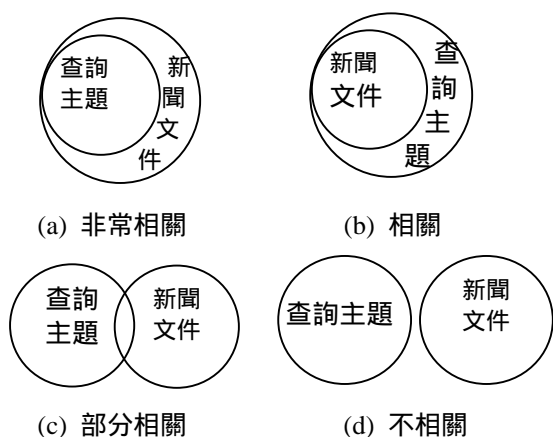 查詢
主題
新聞文件
(a) 非常相關
新聞
文件
查詢主題
(b) 相關
查詢
主題
新聞
文件
(c) 部分相關
查詢主題
新聞
文件
(d) 不相關